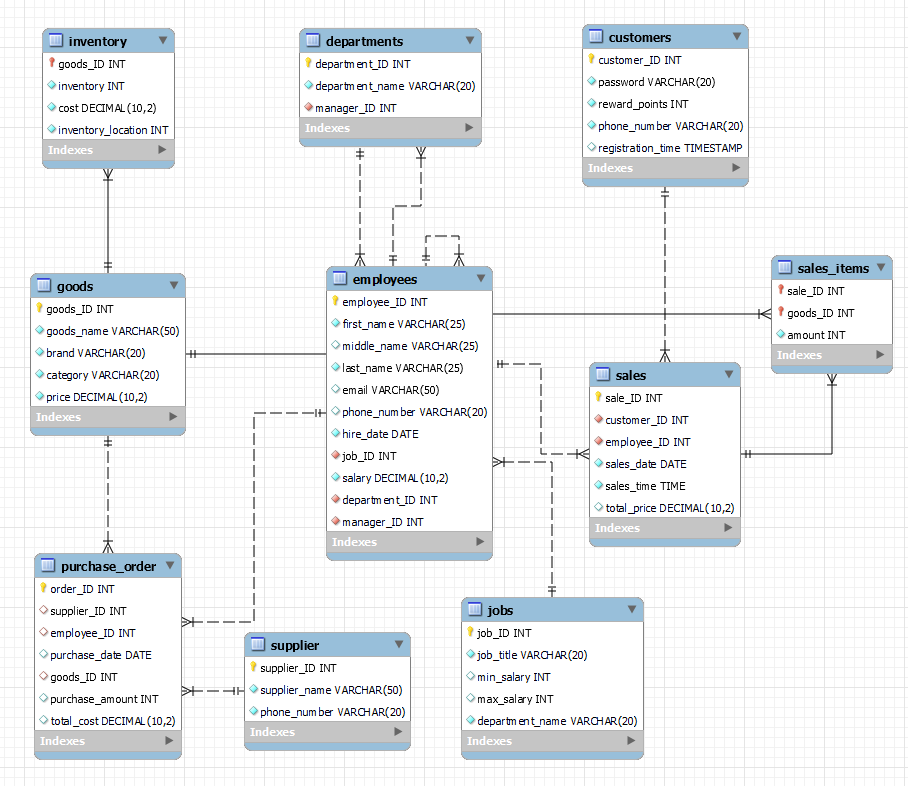 inventory
goods_ID INT
inventory INT
cost DECIMAL(10,2)
inventory_location INT
Indexes
departments
department_ID INT
department_name VARCHAR(20)
manager_ID INT
Indexes
customers
customer_ID INT
password VARCHAR(20)
reward_points INT
phone_number VARCHAR(20)
registration_time TIMESTAMP
Indexes
goods
goods_ID INT
goods_name VARCHAR(50)
brand VARCHAR(20)
category VARCHAR(20)
price DECIMAL(10,2)
Indexes
employees
employee_ID INT
first_name VARCHAR(25)
middle_name VARCHAR(25)
last_name VARCHAR(25)
email VARCHAR(50)
phone_number VARCHAR(20)
hire_date DATE
job_ID INT
salary DECIMAL(10,2)
department_ID INT
manager_ID INT
Indexes
sales_items
sale_ID INT
goods_ID INT
amount INT
Indexes
sales
sale_ID INT
customer_ID INT
employee_ID INT
sales_date DATE
sales_time TIME
total_price DECIMAL(10,2)
Indexes
purchase_order
order_ID INT
supplier_ID INT
employee_ID INT
purchase_date DATE
goods_ID INT
purchase_amount INT
total_cost DECIMAL(10,2)
Indexes
supplier
supplier_ID INT
supplier_name VARCHAR(50)
phone_number VARCHAR(20)
Indexes
jobs
job_ID INT
job_title VARCHAR(20)
min_salary INT
max_salary INT
department_name VARCHAR(20)
Indexes